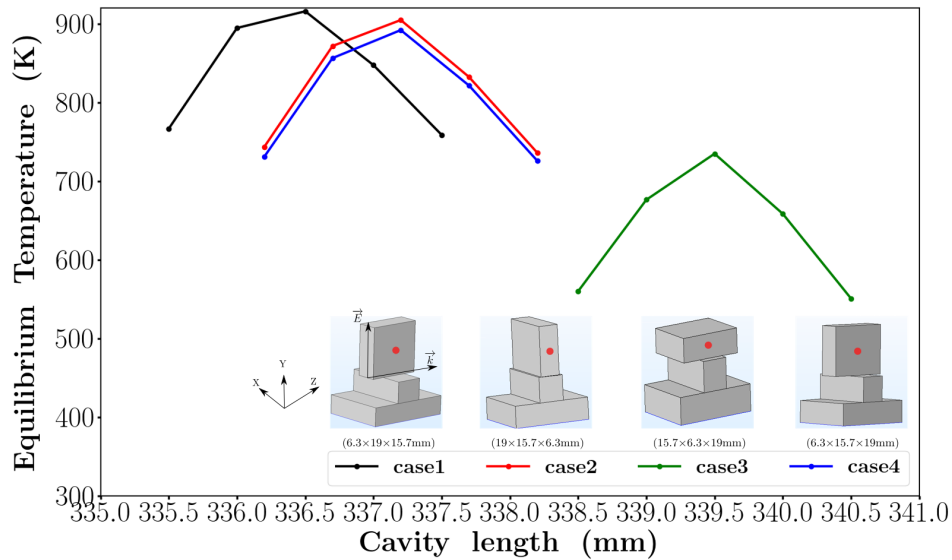 Equilibrium Temperature (K)
900
800
700
600
500
400
300
E
k
X
Y
Z
(6.3×19×15.7mm)
(19×15.7×6.3mm)
(15.7×6.3×19mm)
(6.3×15.7×19mm)
case1
case2
case3
case4
335.0 335.5 336.0 336.5 337.0 337.5 338.0 338.5 339.0 339.5 340.0 340.5 341.0
Cavity length (mm)